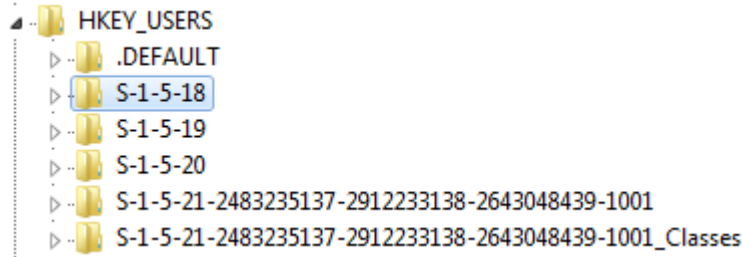 HKEY_USERS
.DEFAULT
S-1-5-18
S-1-5-19
S-1-5-20
S-1-5-21-2483235137-2912233138-2643048439-1001
S-1-5-21-2483235137-2912233138-2643048439-1001_Classes